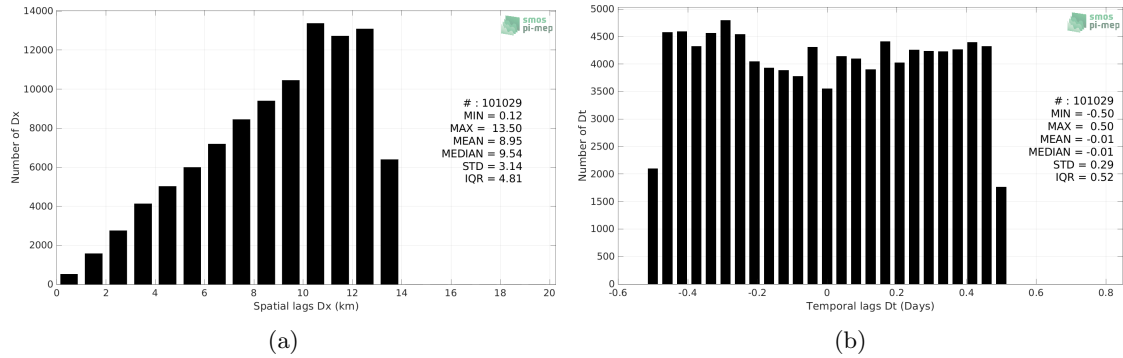 14000
12000
10000
8000
6000
4000
2000
0
Number of Dx
0 2 4 6 8 10 12 14 16 18 20
Spatial lags Dx (km)
smos
pi-mep
# : 101029
MIN = 0.12
MAX = 13.50
MEAN = 8.95
MEDIAN = 9.54
STD = 3.14
IQR = 4.81
(a)
5000
4500
4000
3500
3000
2500
2000
1500
1000
500
0
Number of Dt
-0.6 -0.4 -0.2 0 0.2 0.4 0.6 0.8
Temporal lags Dt (Days)
smos
pi-mep
# : 101029
MIN = -0.50
MAX = 0.50
MEAN = -0.01
MEDIAN = -0.01
STD = 0.29
IQR = 0.52
(b)